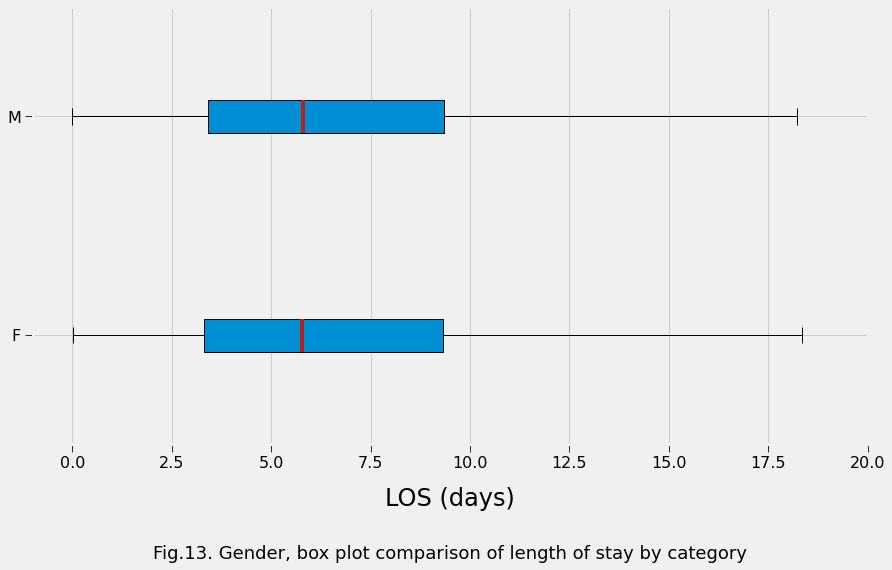 M
F
0.0 2.5 5.0 7.5 10.0 12.5 15.0 17.5 20.0
LOS (days)
Fig.13. Gender, box plot comparison of length of stay by category